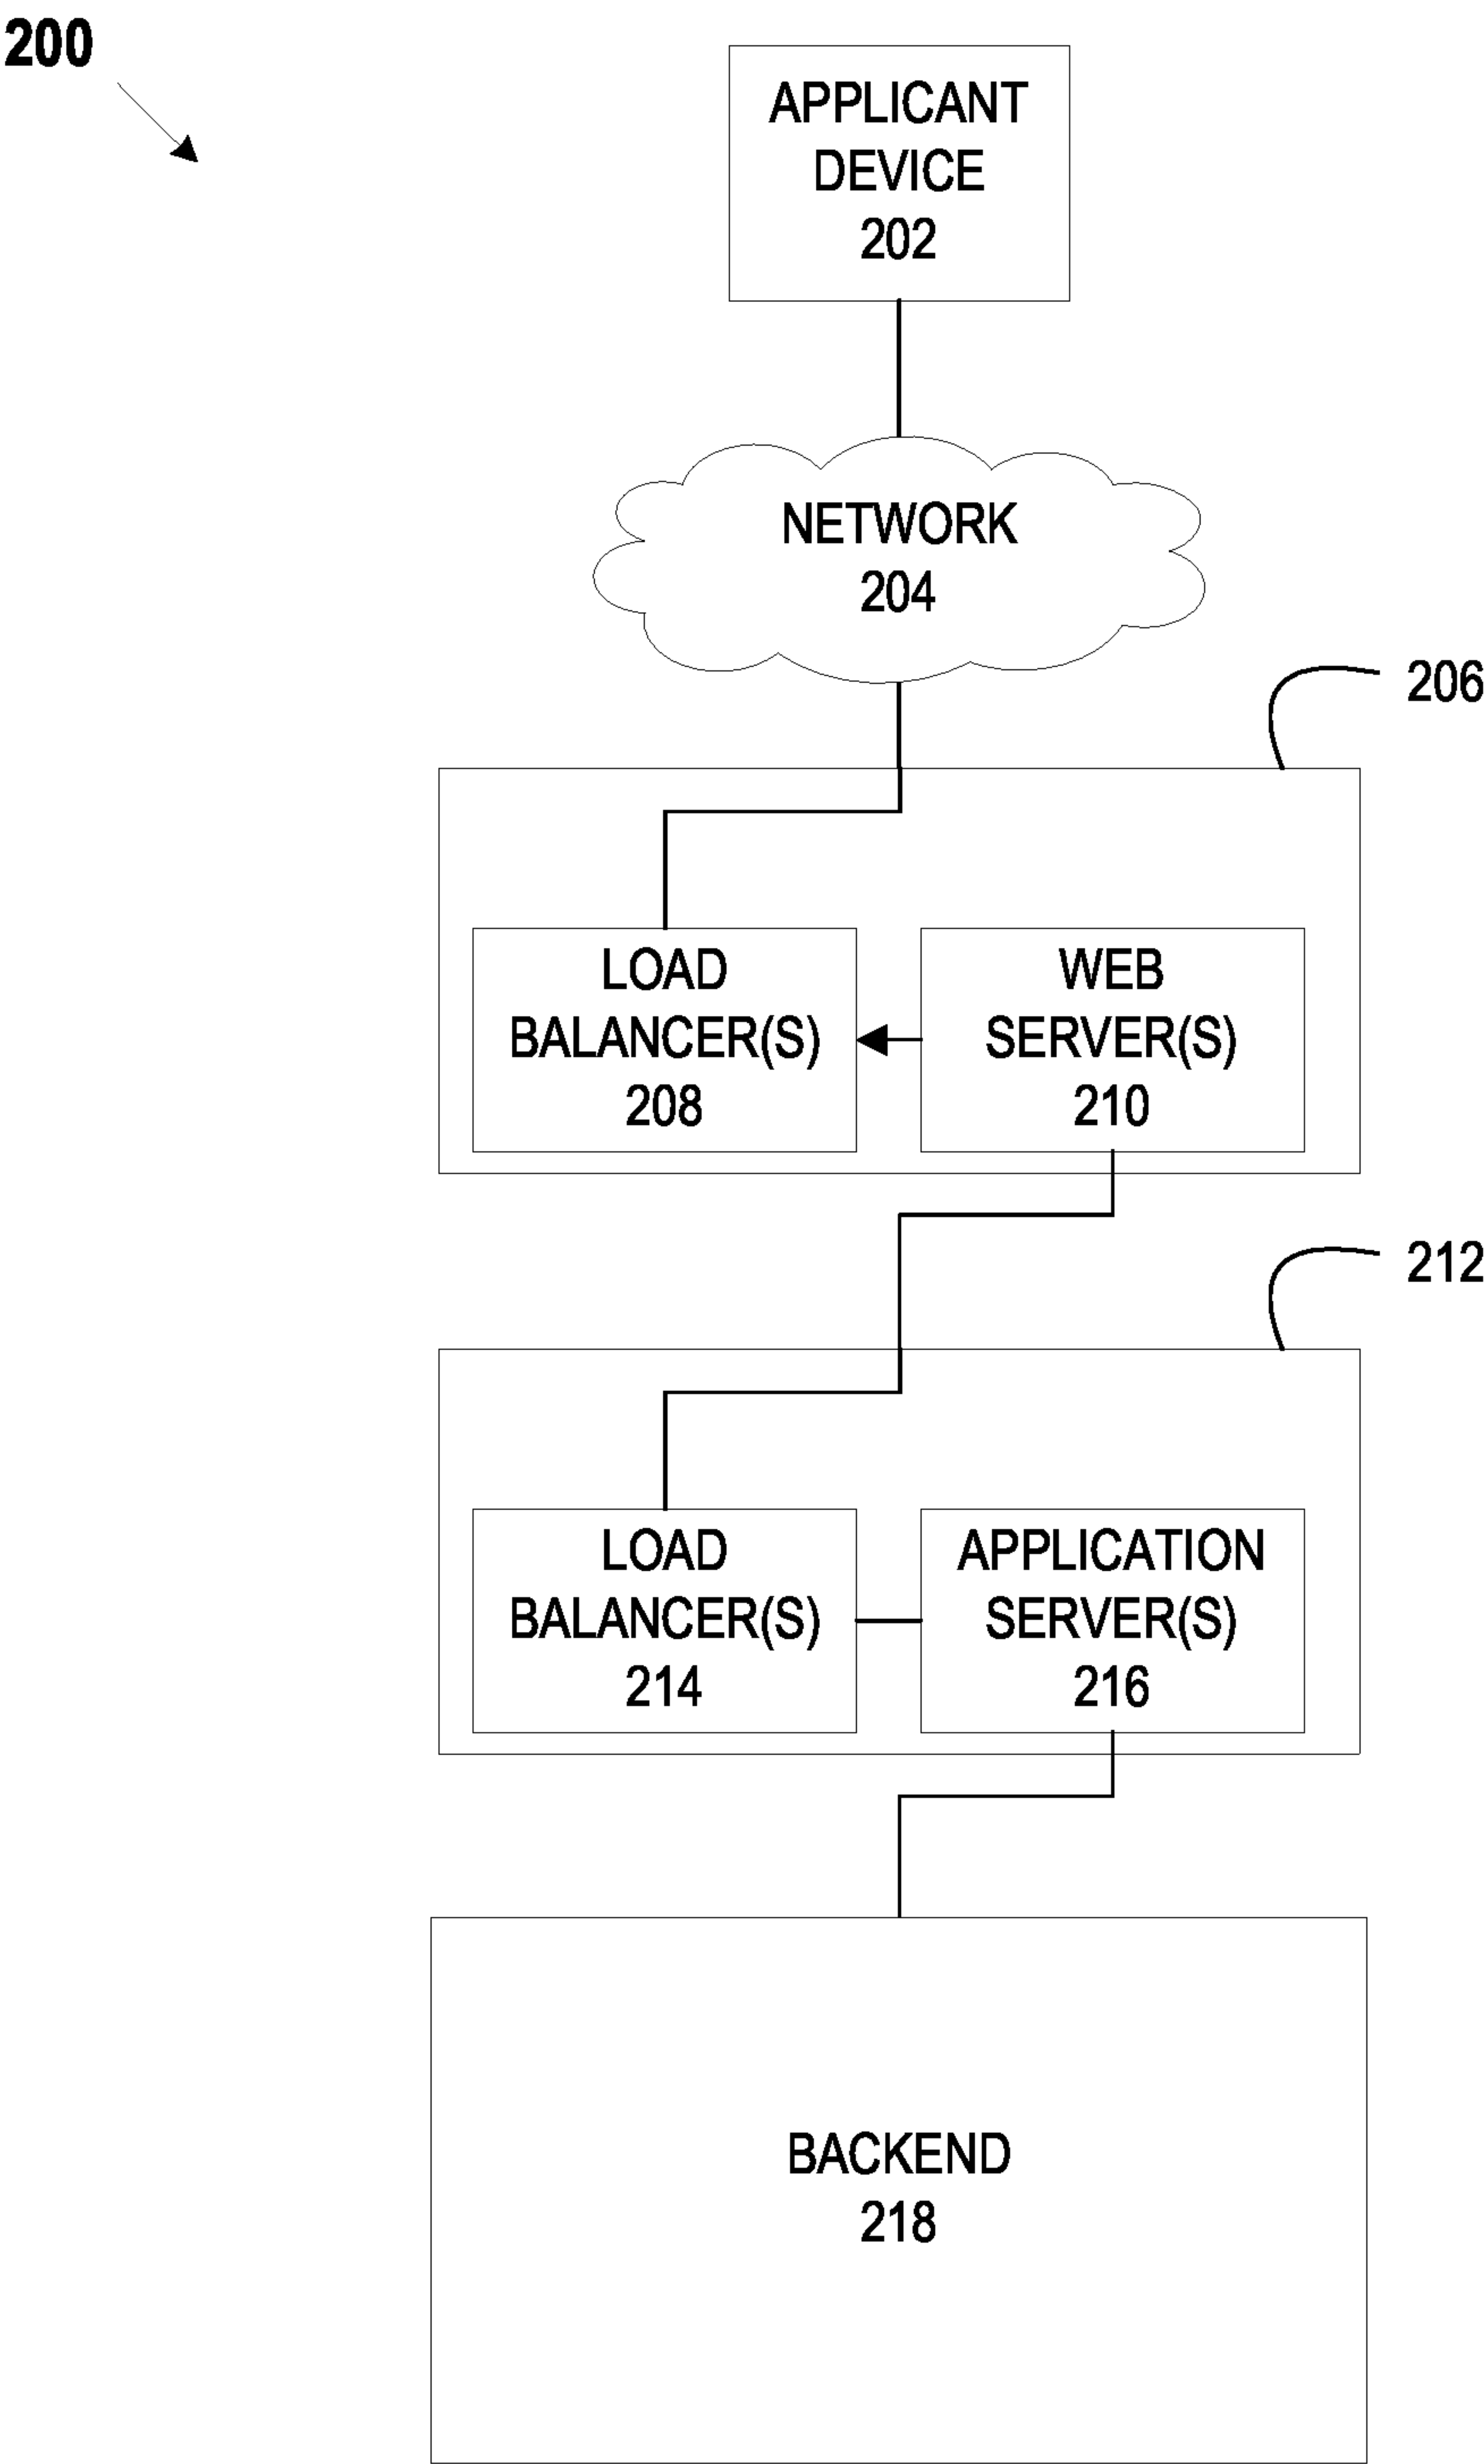 200
APPLICANT
DEVICE
202
NETWORK
204
206
LOAD
BALANCER(S)
208
WEB
SERVER(S)
210
212
LOAD
BALANCER(S)
214
APPLICATION
SERVER(S)
216
BACKEND
218